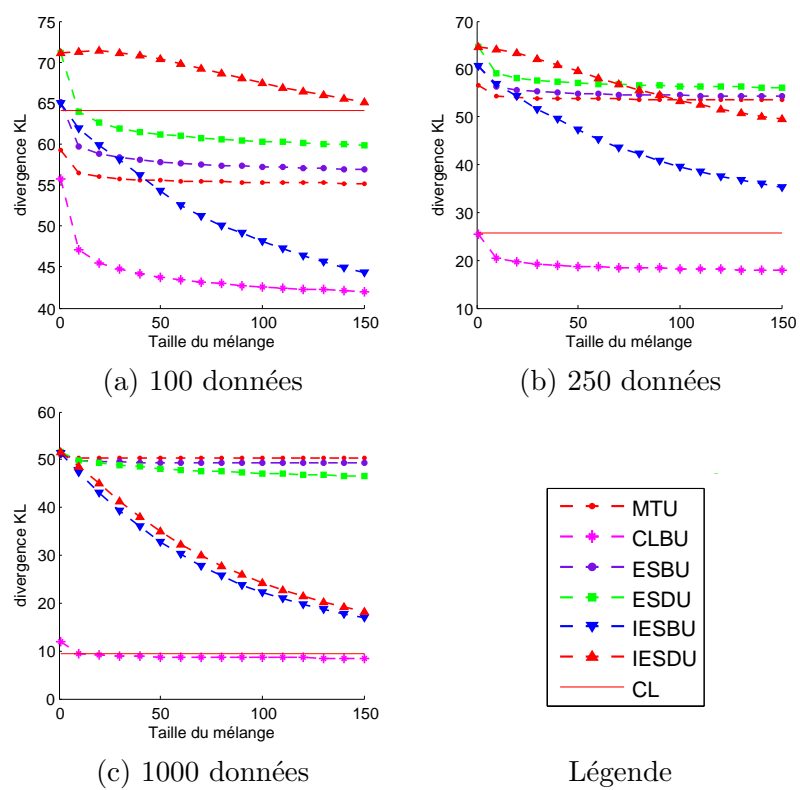 75
70
65
60
55
50
45
40
0
50
100
150
divergence KL
Taille du mélange
(a) 100 données
70
60
50
40
30
20
10
0
50
100
150
divergence KL
Taille du mélange
(b) 250 données
60
50
40
30
20
10
0
0
50
100
150
divergence KL
Taille du mélange
(c) 1000 données
MTU
CLBU
ESBU
ESDU
IESBU
IESDU
CL
Légende